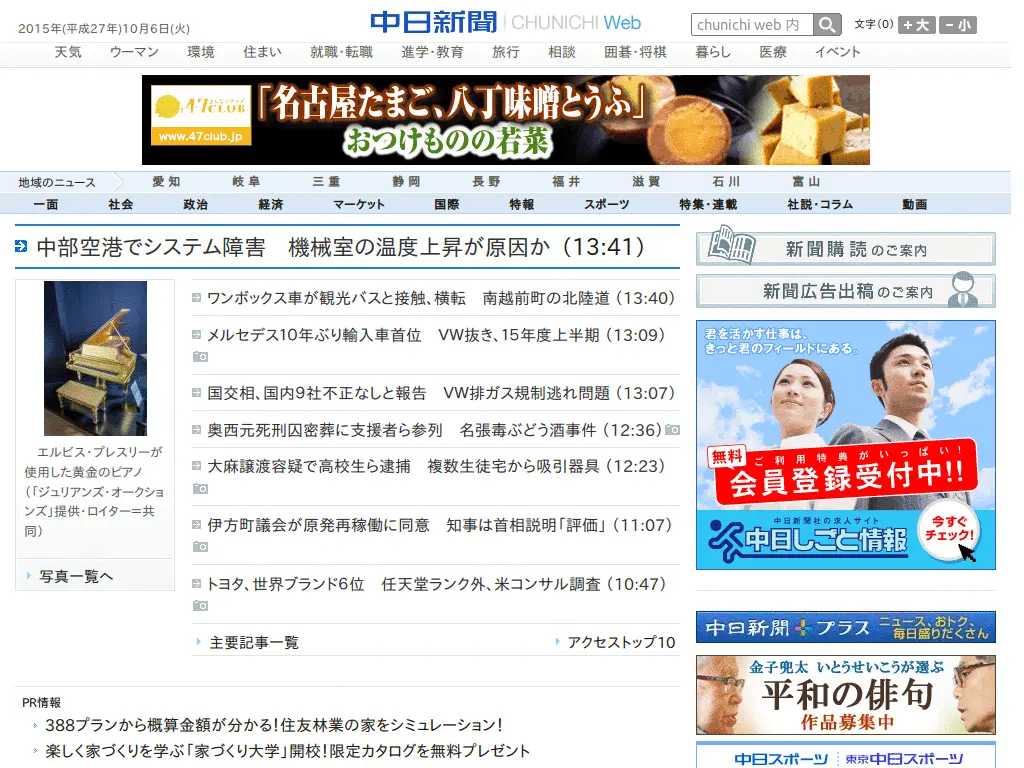 2015年(平成27年)10月6日(火)
中日新聞 CHUNICHI Web
chunichi web 内
文字(0) +大 -小
天気 ウーマン 環境 住まい 就職・転職 進学・教育 旅行 相談 囲碁・将棋 暮らし 医療 イベント
47CLUB
www.47club.jp
「名古屋たまご、八丁味噌とうふ」
おつけものの若菜
地域のニュース 愛知 岐阜 三重 静岡 長野 福井 滋賀 石川 富山
一面 社会 政治 経済 マーケット 国際 特報 スポーツ 特集・連載 社説・コラム 動画
中部空港でシステム障害 機械室の温度上昇が原因か (13:41)
エルビス・プレスリーが
使用した黄金のピアノ
(「ジュリアンズ・オークショ
ンズ」提供・ロイター＝共
同)
写真一覧へ
ワンボックス車が観光バスと接触、横転 南越前町の北陸道 (13:40)
メルセデス10年ぶり輸入車首位 VW抜き、15年度上半期 (13:09)
国交相、国内9社不正なしと報告 VW排ガス規制逃れ問題 (13:07)
奥西元死刑囚密葬に支援者ら参列 名張毒ぶどう酒事件 (12:36)
大麻譲渡容疑で高校生ら逮捕 複数生徒宅から吸引器具 (12:23)
伊方町議会が原発再稼働に同意 知事は首相説明「評価」 (11:07)
トヨタ、世界ブランド6位 任天堂ランク外、米コンサル調査 (10:47)
主要記事一覧 アクセストップ10
PR情報
388プランから概算金額が分かる！住友林業の家をシミュレーション！
楽しく家づくりを学ぶ「家づくり大学」開校！限定カタログを無料プレゼント
新聞購読のご案内
新聞広告出稿のご案内
君を活かす仕事は、
きっと君のフィールドにある。
無料 ご利用特典がいっぱい！
会員登録受付中!!
中日新聞社の求人サイト
中日しごと情報
今すぐ
チェック!
中日新聞プラス ニュース、おトク、
毎日盛りだくさん
金子兜太 いとうせいこうが選ぶ
平和の俳句
作品募集中
中日スポーツ 東京中日スポーツ